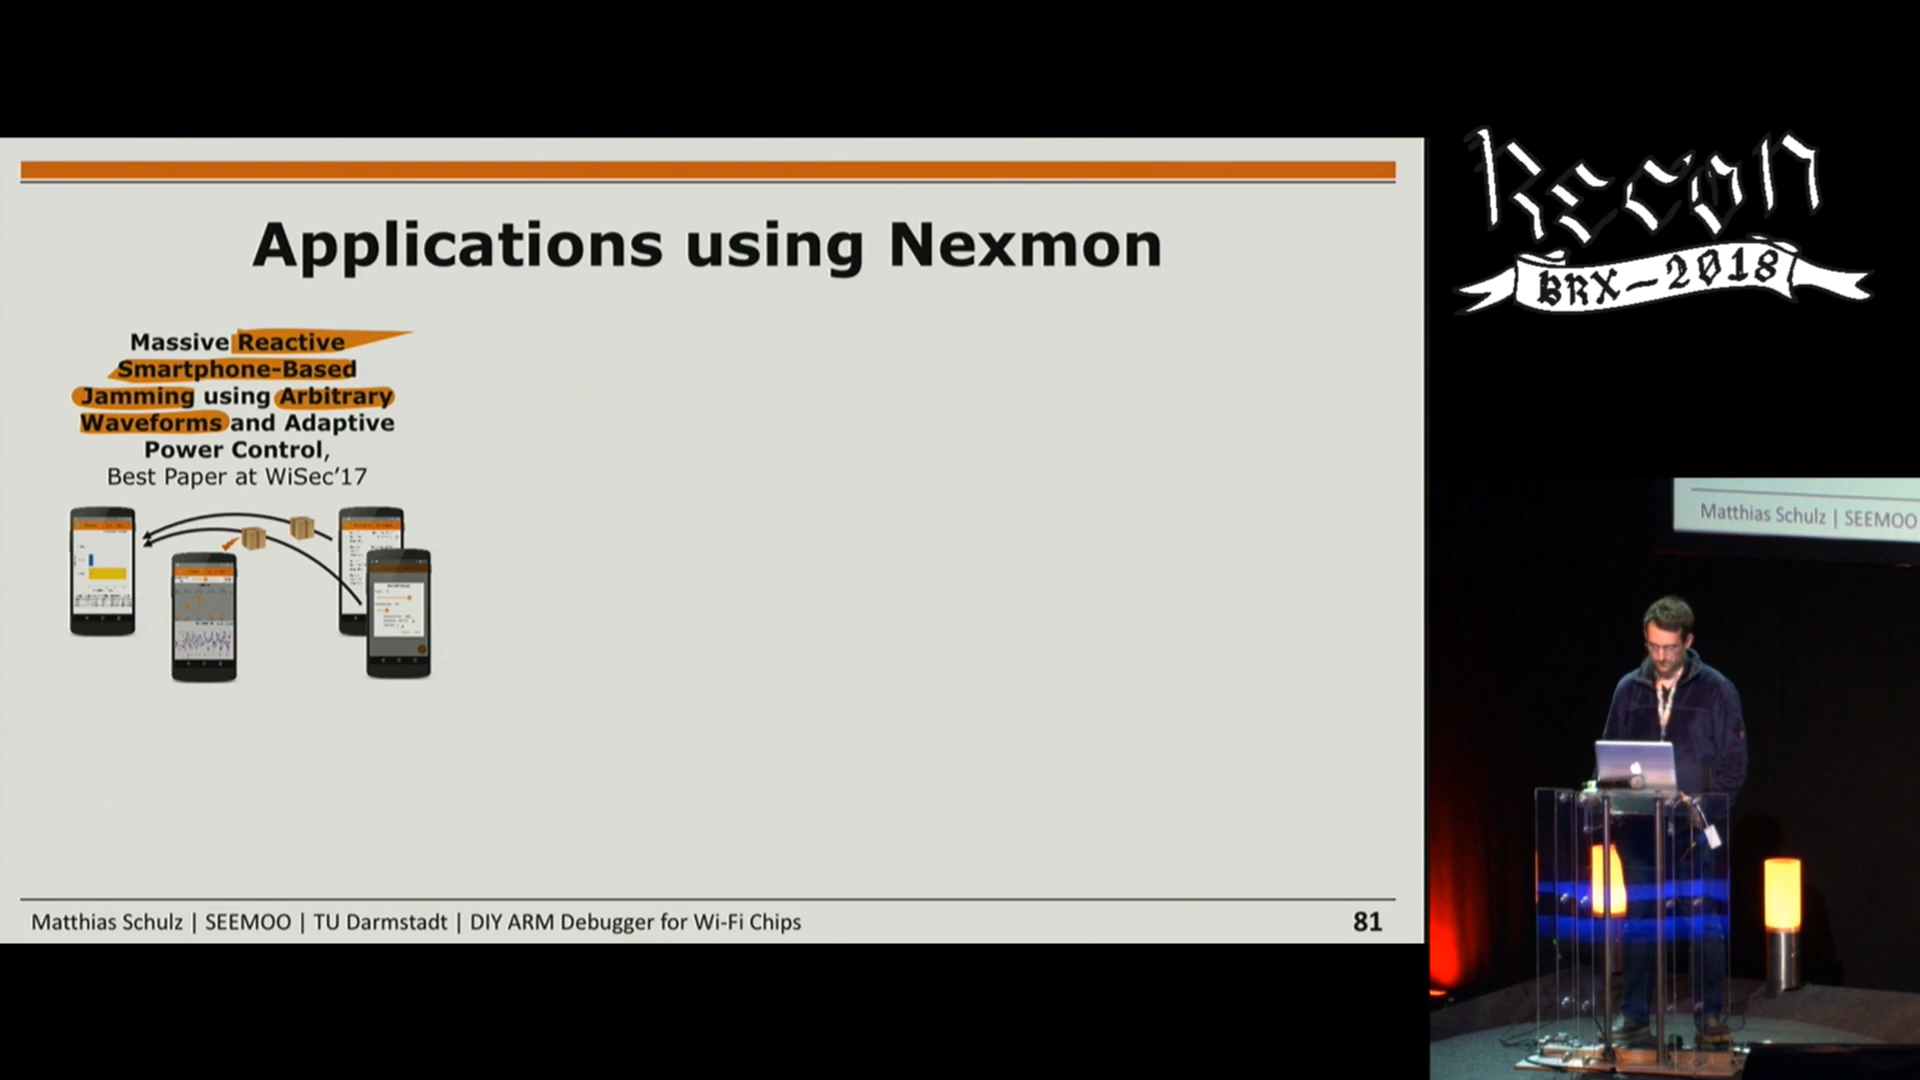 Applications using Nexmon
Massive Reactive
Smartphone-Based
Jamming using Arbitrary
Waveforms and Adaptive
Power Control,
Best Paper at WiSec'17
Matthias Schulz | SEEMOO | TU Darmstadt | DIY ARM Debugger for Wi-Fi Chips
81
Recon
BRX-2018
Matthias Schulz | SEEMOO